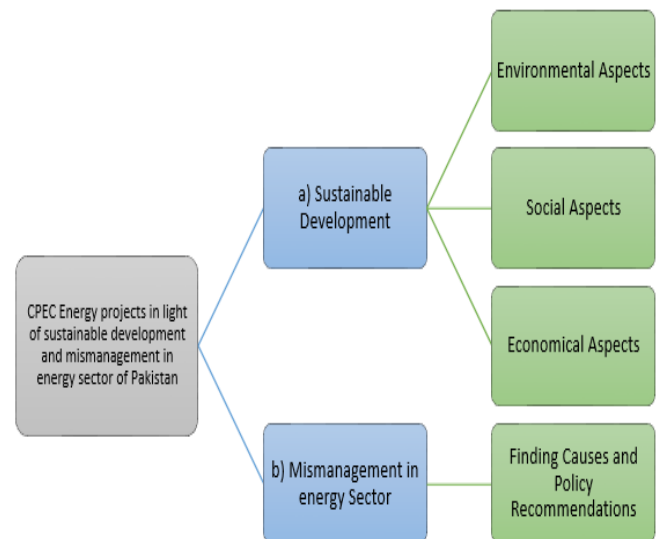 Environmental Aspects
a) Sustainable
Development
Social Aspects
CPEC Energy projects in light
of sustainable development
and mismanagement in
energy sector of Pakistan
Economical Aspects
b) Mismanagement in
energy Sector
Finding Causes and
Policy
Recommendations